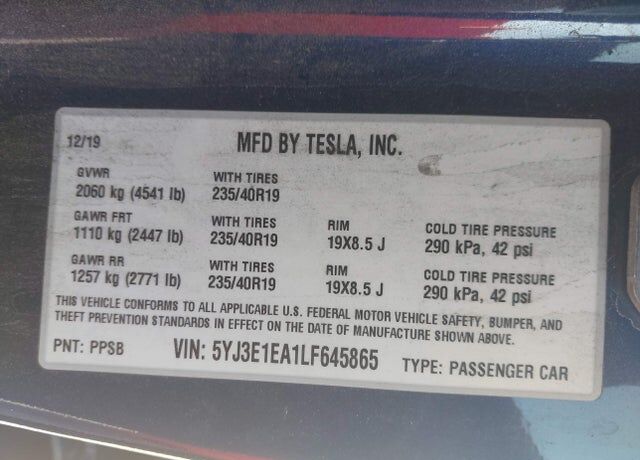 12/19 MFD BY TESLA, INC.
GVWR WITH TIRES
2060 kg (4541 lb) 235/40R19
GAWR FRT WITH TIRES RIM COLD TIRE PRESSURE
1110 kg (2447 lb) 235/40R19 19X8.5 J 290 kPa, 42 psi
GAWR RR WITH TIRES RIM COLD TIRE PRESSURE
1257 kg (2771 lb) 235/40R19 19X8.5 J 290 kPa, 42 psi
THIS VEHICLE CONFORMS TO ALL APPLICABLE U.S. FEDERAL MOTOR VEHICLE SAFETY, BUMPER, AND
THEFT PREVENTION STANDARDS IN EFFECT ON THE DATE OF MANUFACTURE SHOWN ABOVE.
PNT: PPSB VIN: 5YJ3E1EA1LF645865 TYPE: PASSENGER CAR